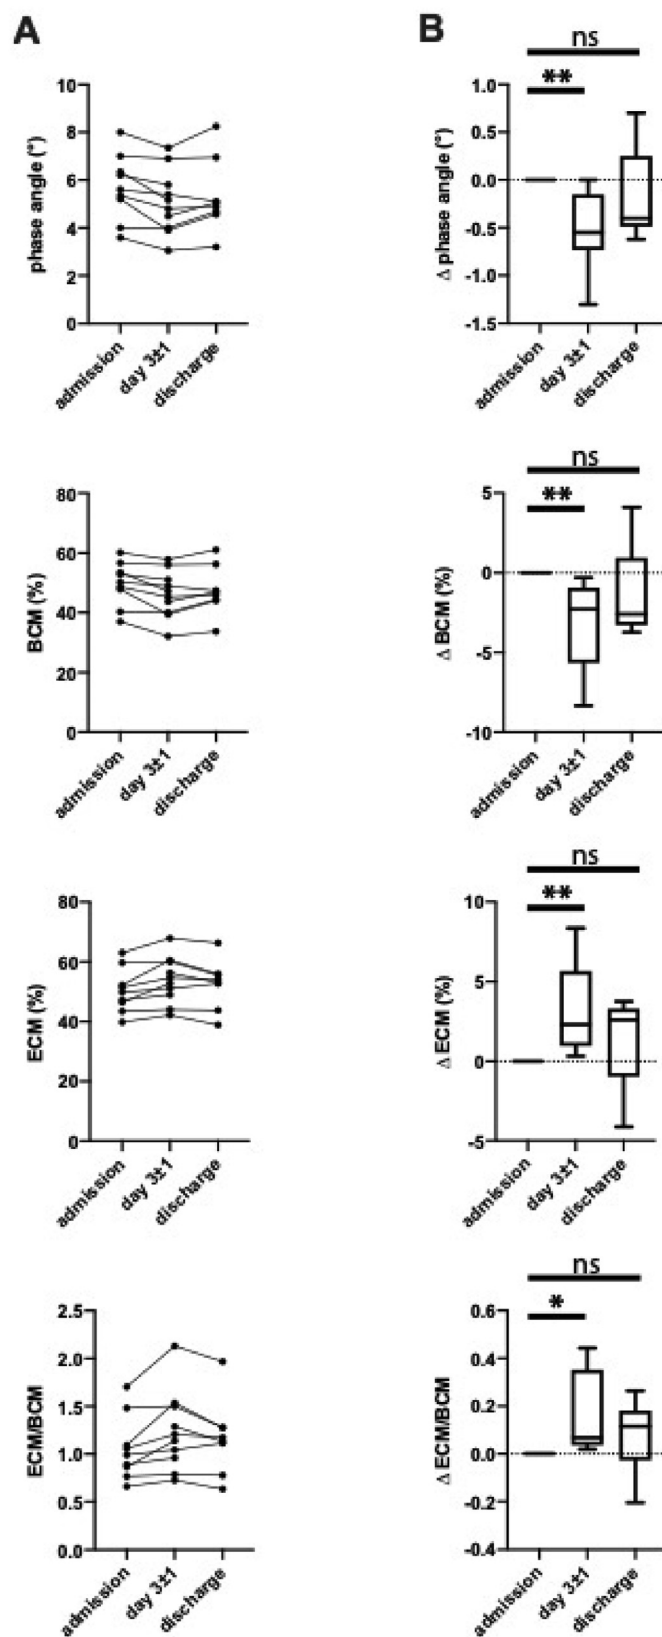 A
phase angle (°)
10
8
6
4
2
0
admission
day 3±1
discharge
B
ns
**
Δ phase angle (°)
1.0
0.5
0.0
-0.5
-1.0
-1.5
admission
day 3±1
discharge
BCM (%)
80
60
40
20
0
admission
day 3±1
discharge
ns
**
Δ BCM (%)
5
0
-5
-10
admission
day 3±1
discharge
ECM (%)
80
60
40
20
0
admission
day 3±1
discharge
ns
**
Δ ECM (%)
10
5
0
-5
admission
day 3±1
discharge
ECM/BCM
2.5
2.0
1.5
1.0
0.5
0.0
admission
day 3±1
discharge
ns
*
Δ ECM/BCM
0.6
0.4
0.2
0.0
-0.2
-0.4
admission
day 3±1
discharge